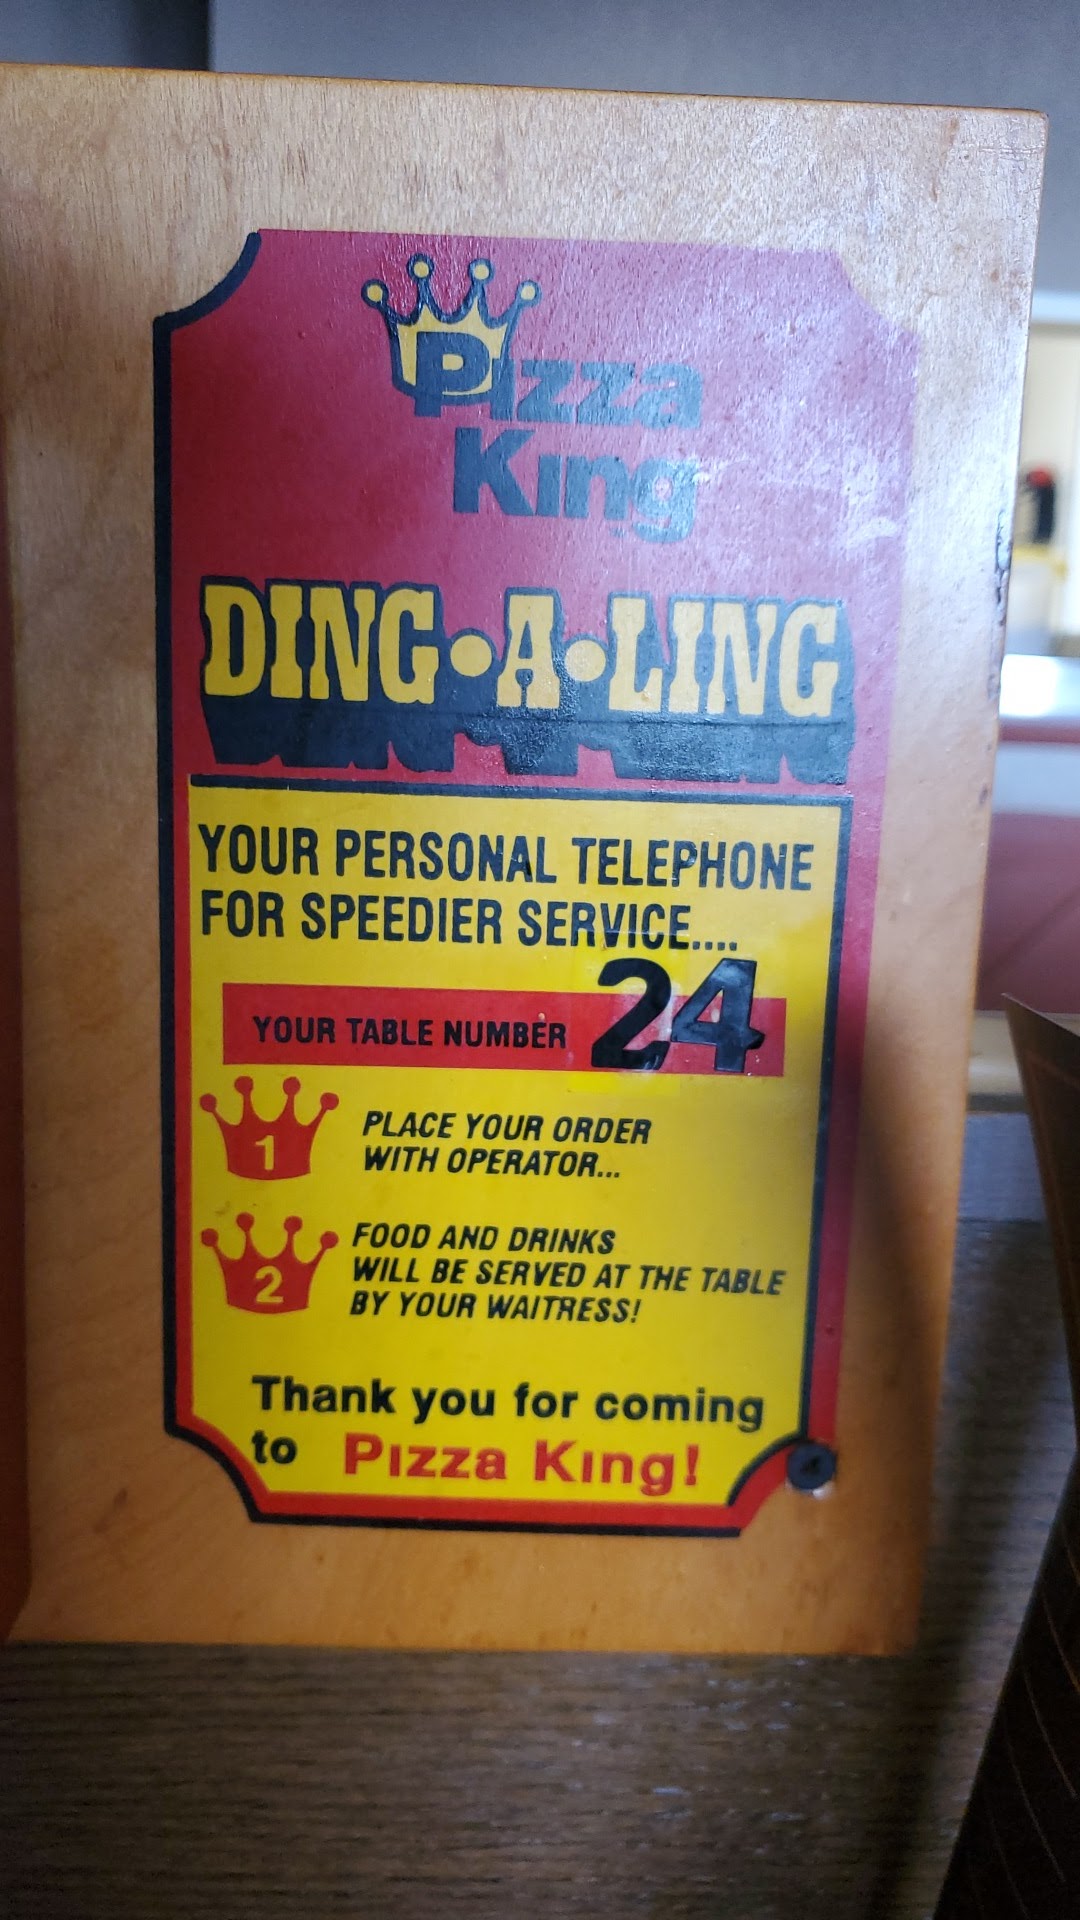 Pizza
King
DING•A•LING
YOUR PERSONAL TELEPHONE
FOR SPEEDIER SERVICE....
YOUR TABLE NUMBER 24
1 PLACE YOUR ORDER
WITH OPERATOR...
2 FOOD AND DRINKS
WILL BE SERVED AT THE TABLE
BY YOUR WAITRESS!
Thank you for coming
to Pizza King!